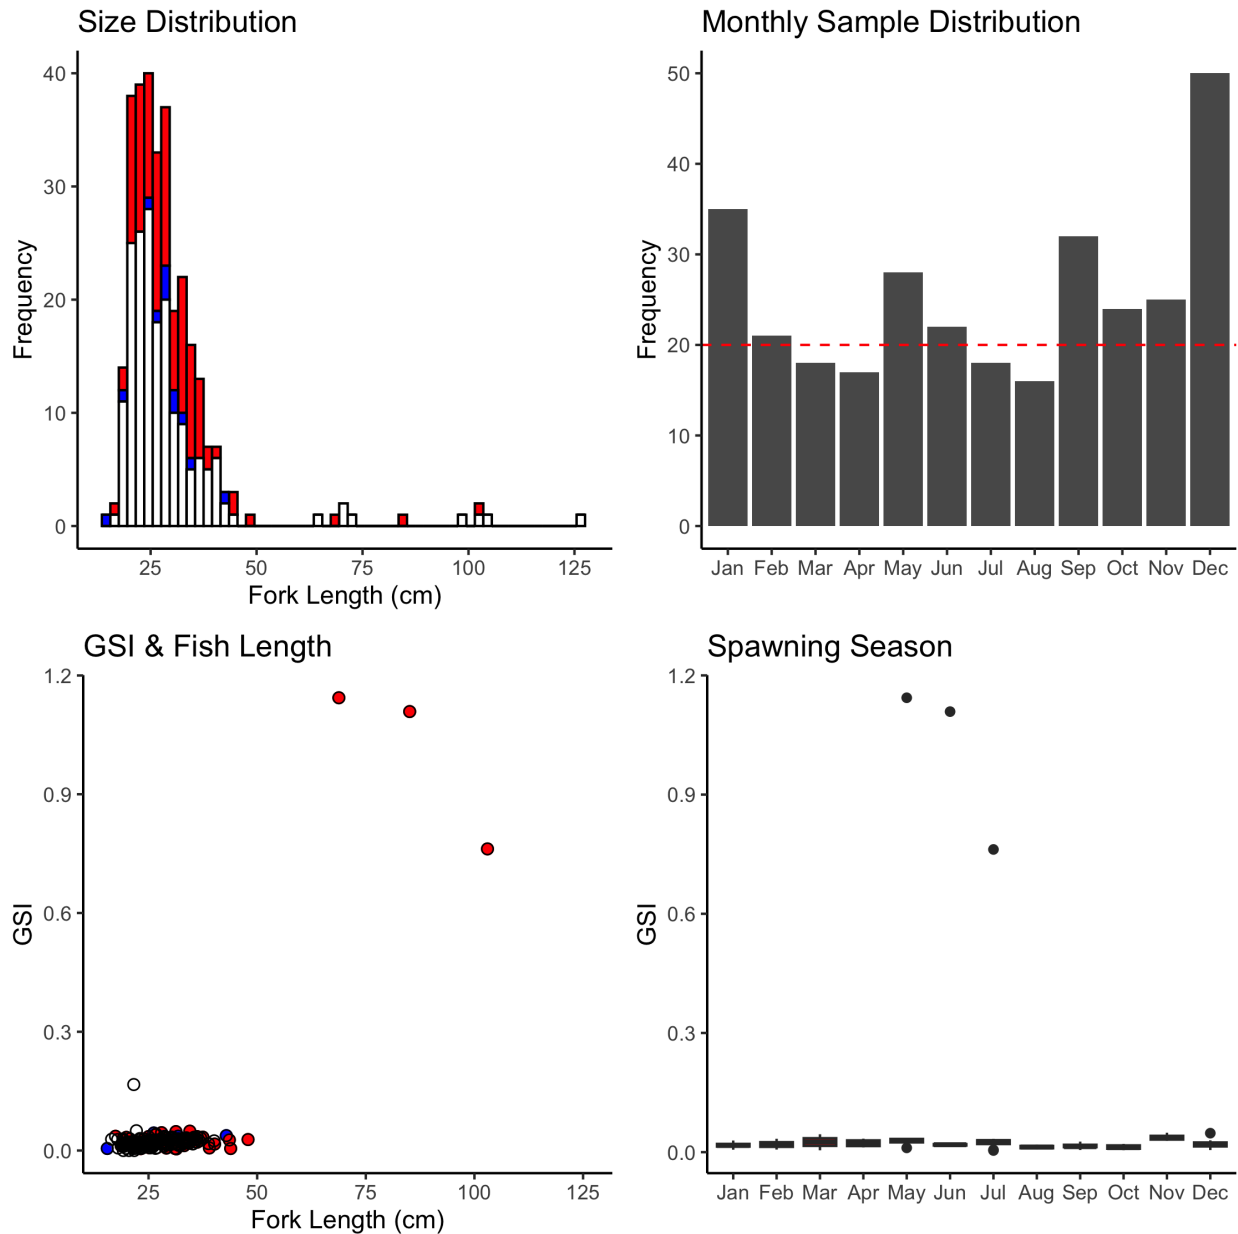 Size Distribution
Frequency
40
30
20
10
0
25 50 75 100 125
Fork Length (cm)
Monthly Sample Distribution
Frequency
50
40
30
20
10
0
Jan Feb Mar Apr May Jun Jul Aug Sep Oct Nov Dec
GSI & Fish Length
GSI
1.2
0.9
0.6
0.3
0.0
25 50 75 100 125
Fork Length (cm)
Spawning Season
GSI
1.2
0.9
0.6
0.3
0.0
Jan Feb Mar Apr May Jun Jul Aug Sep Oct Nov Dec